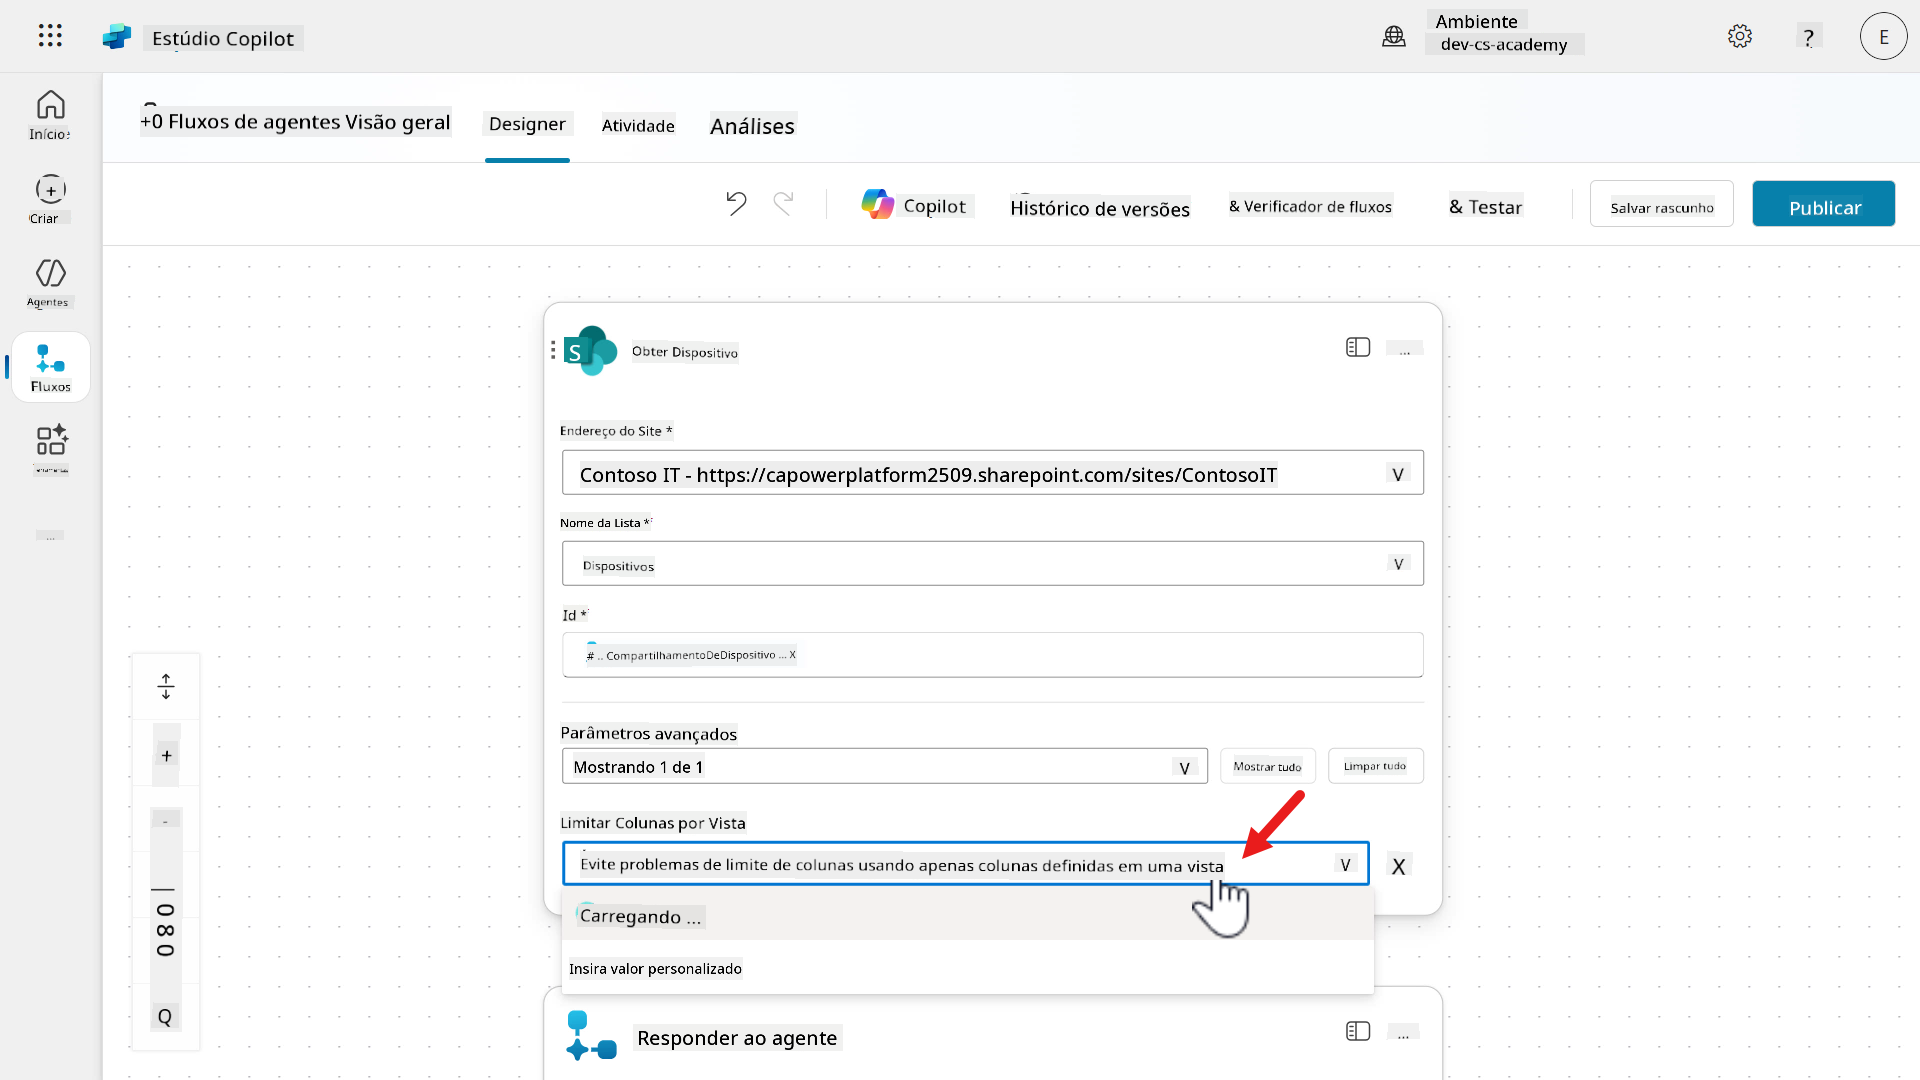 Estúdio Copilot
Ambiente
dev-cs-academy
?
E
Início
Criar
Agentes
Fluxos
...
+0 Fluxos de agentes Visão geral
Designer
Atividade
Análises
Copilot
Histórico de versões
& Verificador de fluxos
& Testar
Salvar rascunho
Publicar
S
Obter Dispositivo
...
Endereço do Site *
Contoso IT - https://capowerplatform2509.sharepoint.com/sites/ContosoIT
V
Nome da Lista *
Dispositivos
V
Id *
# .. CompartilhamentoDeDispositivo ... X
Parâmetros avançados
Mostrando 1 de 1
V
Mostrar tudo
Limpar tudo
Limitar Colunas por Vista
Evite problemas de limite de colunas usando apenas colunas definidas em uma vista
V
X
Carregando ...
Insira valor personalizado
Responder ao agente
...
+
-
| 080
Q